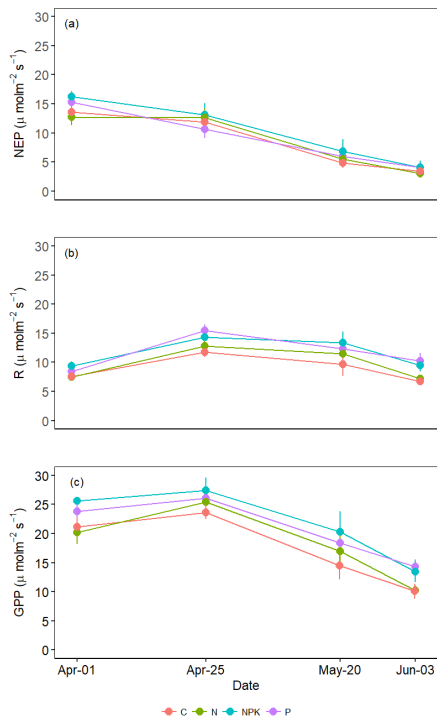 (a)
30
25
20
15
10
5
0
NEP (μ molm⁻² s⁻¹)
(b)
30
25
20
15
10
5
0
R (μ molm⁻² s⁻¹)
(c)
30
25
20
15
10
5
0
GPP (μ molm⁻² s⁻¹)
Apr-01 Apr-25 May-20 Jun-03
Date
C N NPK P